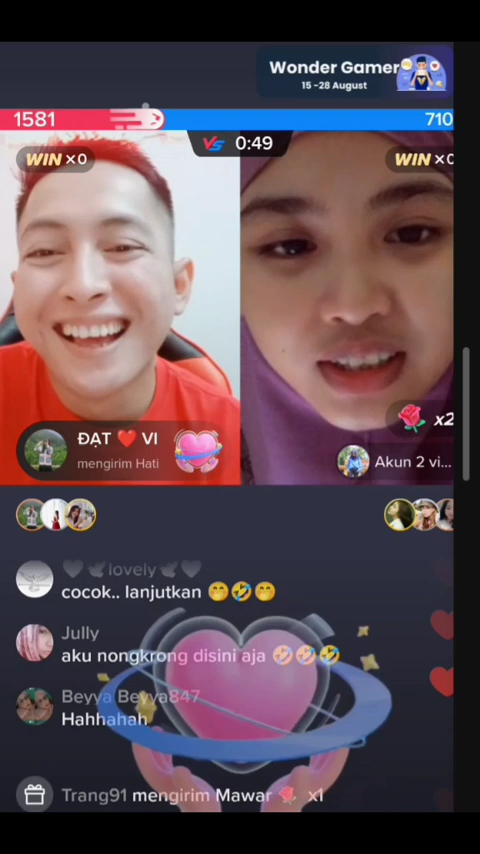 Wonder Gamer
15 -28 August
1581
710
VS 0:49
WIN ×0
WIN ×0
ĐẠT ❤️ VI
mengirim Hati
🌹 x2
Akun 2 vi...
🖤🕊️lovely🕊️🖤
cocok.. lanjutkan 🤭🤣🤭
Jully
aku nongkrong disini aja 🤣🤣🤣
Beyya Beyya847
Hahhahah
Trang91 mengirim Mawar 🌹 x1